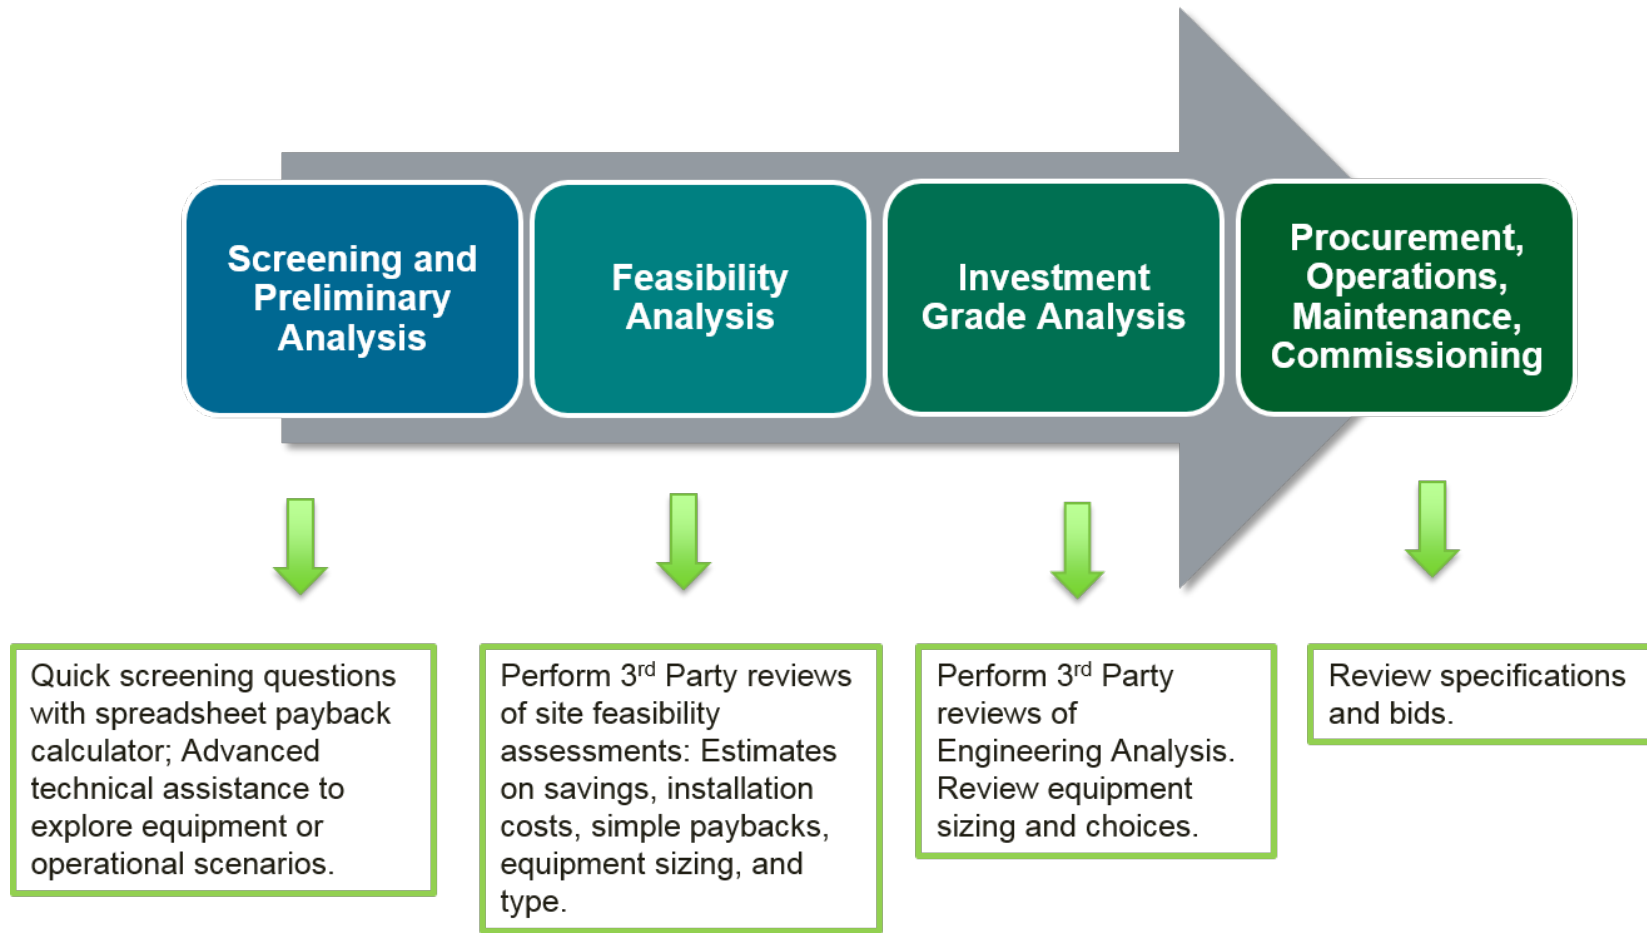 Screening and
Preliminary
Analysis
Feasibility
Analysis
Investment
Grade Analysis
Procurement,
Operations,
Maintenance,
Commissioning
Quick screening questions
with spreadsheet payback
calculator; Advanced
technical assistance to
explore equipment or
operational scenarios.
Perform 3rd Party reviews
of site feasibility
assessments: Estimates
on savings, installation
costs, simple paybacks,
equipment sizing, and
type.
Perform 3rd Party
reviews of
Engineering Analysis.
Review equipment
sizing and choices.
Review specifications
and bids.